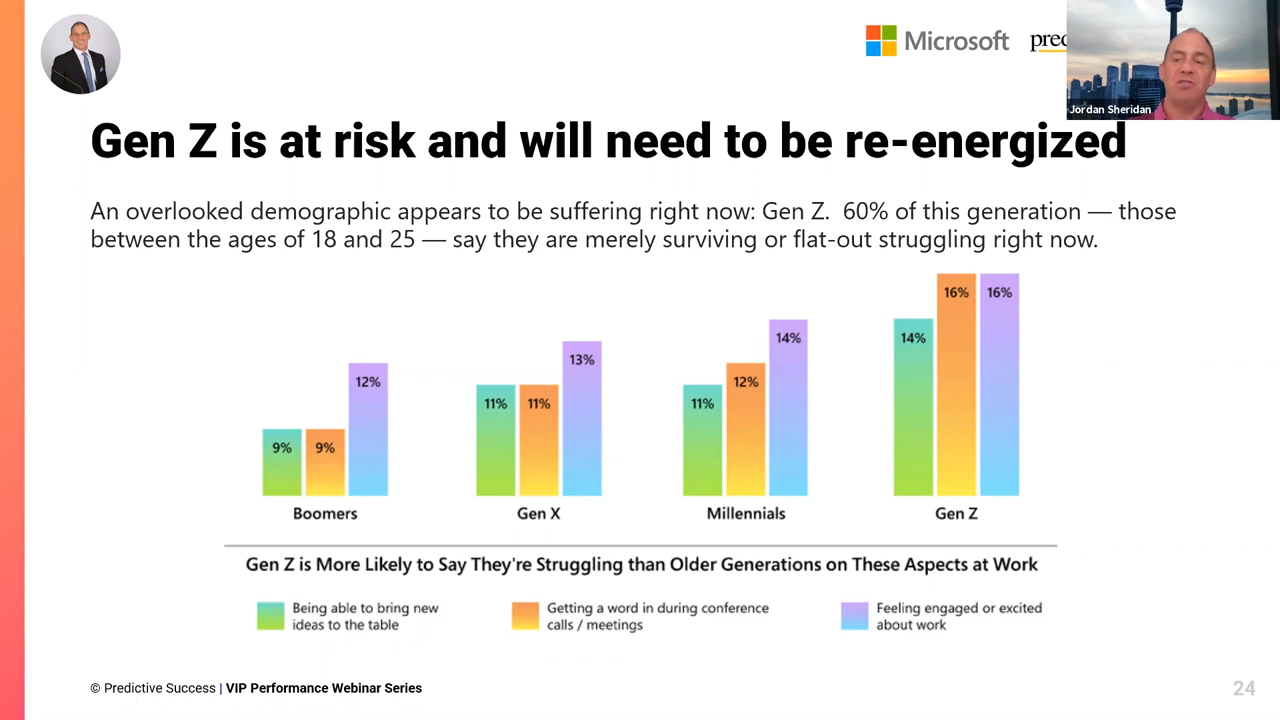 Microsoft
Jordan Sheridan
Gen Z is at risk and will need to be re-energized
An overlooked demographic appears to be suffering right now: Gen Z. 60% of this generation — those
between the ages of 18 and 25 — say they are merely surviving or flat-out struggling right now.
9% 9% 12%
11% 11% 13%
11% 12% 14%
14% 16% 16%
Boomers Gen X Millennials Gen Z
Gen Z is More Likely to Say They're Struggling than Older Generations on These Aspects at Work
Being able to bring new
ideas to the table
Getting a word in during conference
calls / meetings
Feeling engaged or excited
about work
© Predictive Success | VIP Performance Webinar Series
24